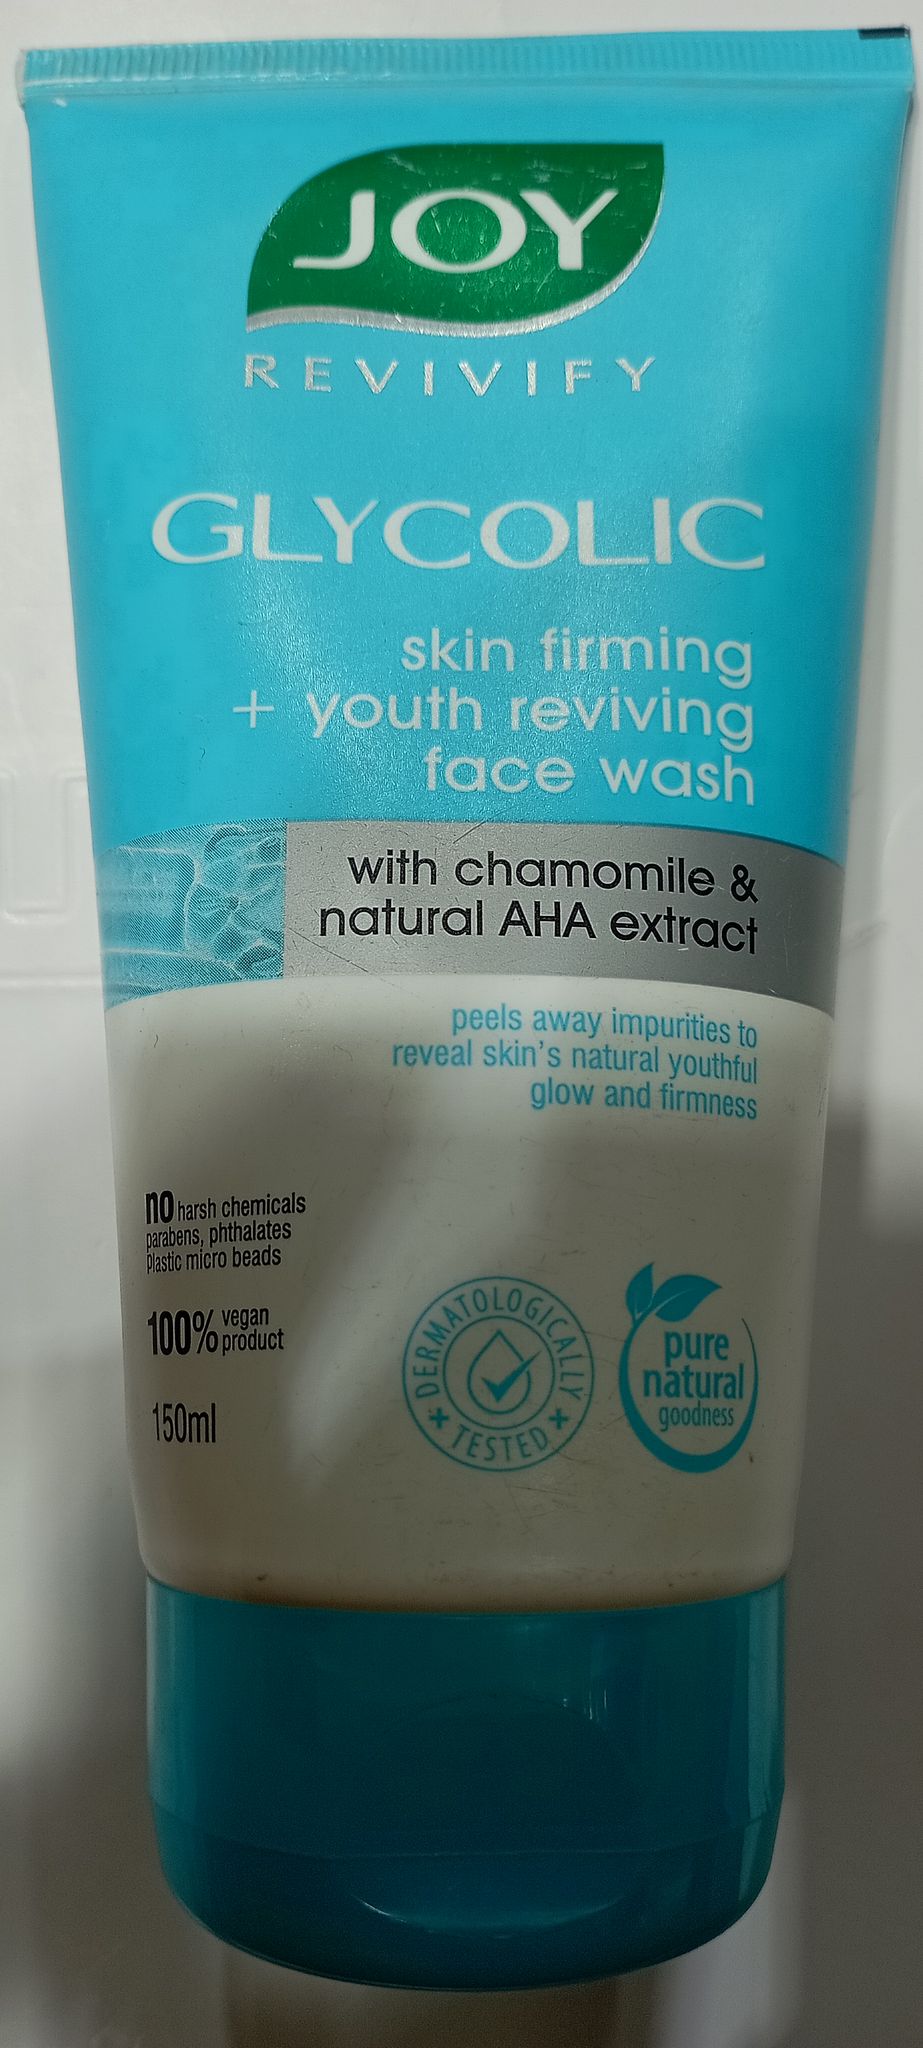 JOY
REVIVIFY
GLYCOLIC
skin firming
+ youth reviving
face wash
with chamomile &
natural AHA extract
peels away impurities to
reveal skin's natural youthful
glow and firmness
no harsh chemicals
parabens, phthalates
plastic micro beads
100% vegan
product
150ml
DERMATOLOGICALLY
+ TESTED +
pure
natural
goodness